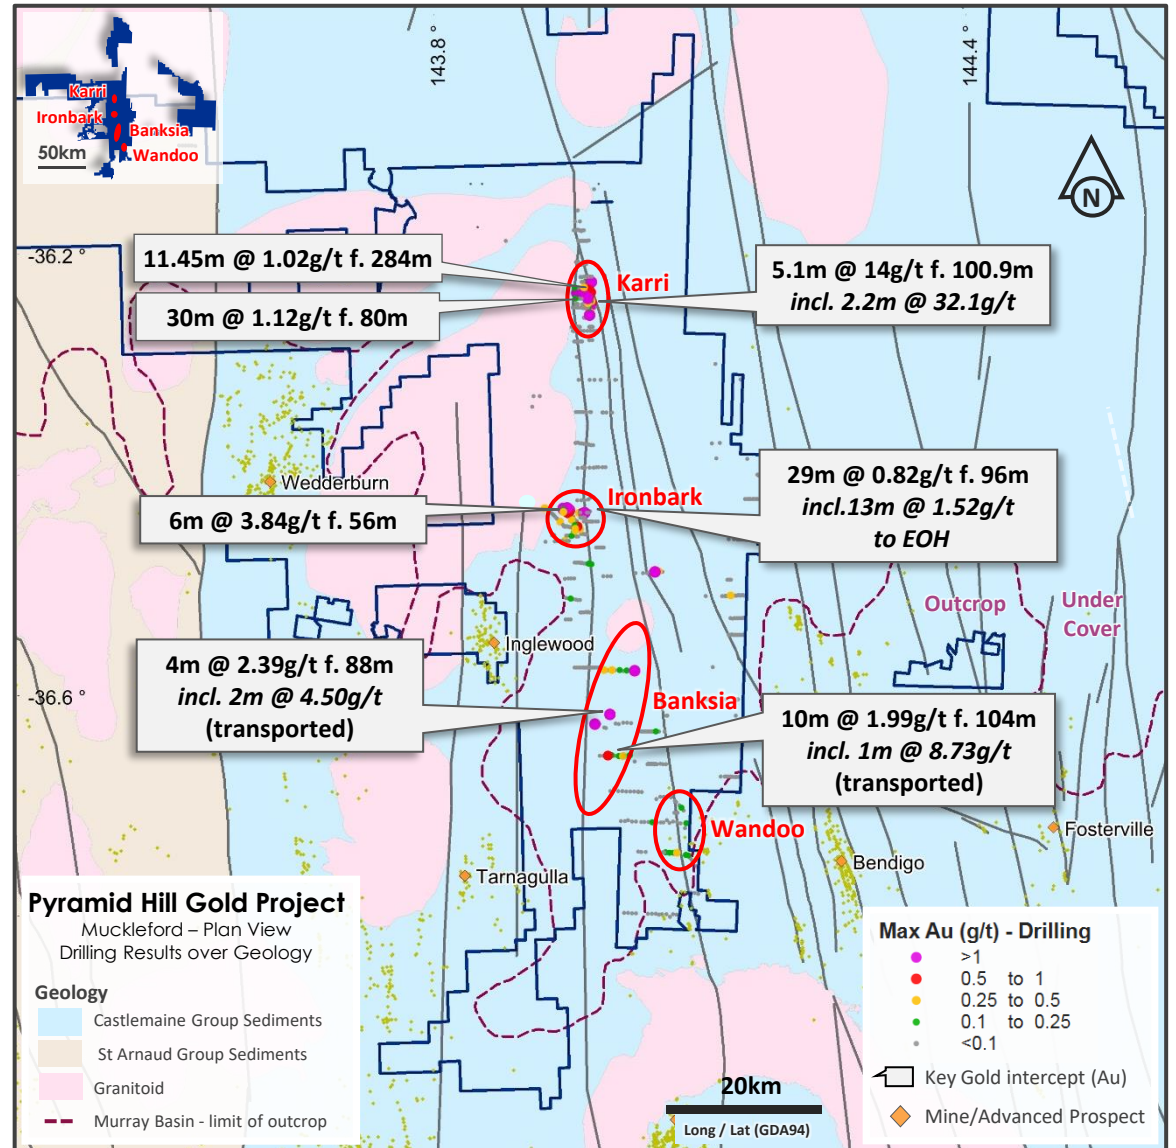 Karri
Ironbark
Banksia
Wandoo
50km
143.8 °
144.4 °
N
-36.2 °
11.45m @ 1.02g/t f. 284m
30m @ 1.12g/t f. 80m
Karri
5.1m @ 14g/t f. 100.9m
incl. 2.2m @ 32.1g/t
Wedderburn
6m @ 3.84g/t f. 56m
Ironbark
29m @ 0.82g/t f. 96m
incl.13m @ 1.52g/t
to EOH
Outcrop
Under
Cover
Inglewood
-36.6 °
4m @ 2.39g/t f. 88m
incl. 2m @ 4.50g/t
(transported)
Banksia
10m @ 1.99g/t f. 104m
incl. 1m @ 8.73g/t
(transported)
Wandoo
Fosterville
Bendigo
Tarnagulla
Pyramid Hill Gold Project
Muckleford – Plan View
Drilling Results over Geology
Geology
Castlemaine Group Sediments
St Arnaud Group Sediments
Granitoid
Murray Basin - limit of outcrop
20km
Long / Lat (GDA94)
Max Au (g/t) - Drilling
>1
0.5 to 1
0.25 to 0.5
0.1 to 0.25
<0.1
Key Gold intercept (Au)
Mine/Advanced Prospect